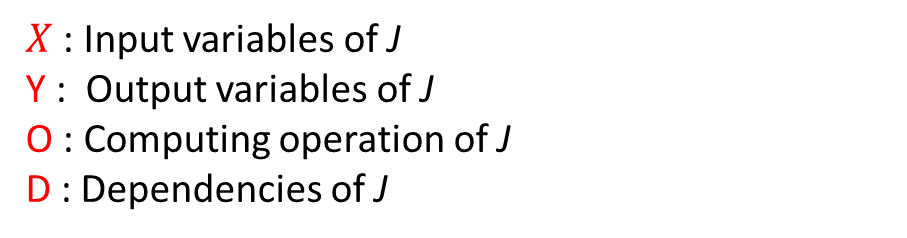 X : Input variables of J
Y : Output variables of J
O : Computing operation of J
D : Dependencies of J